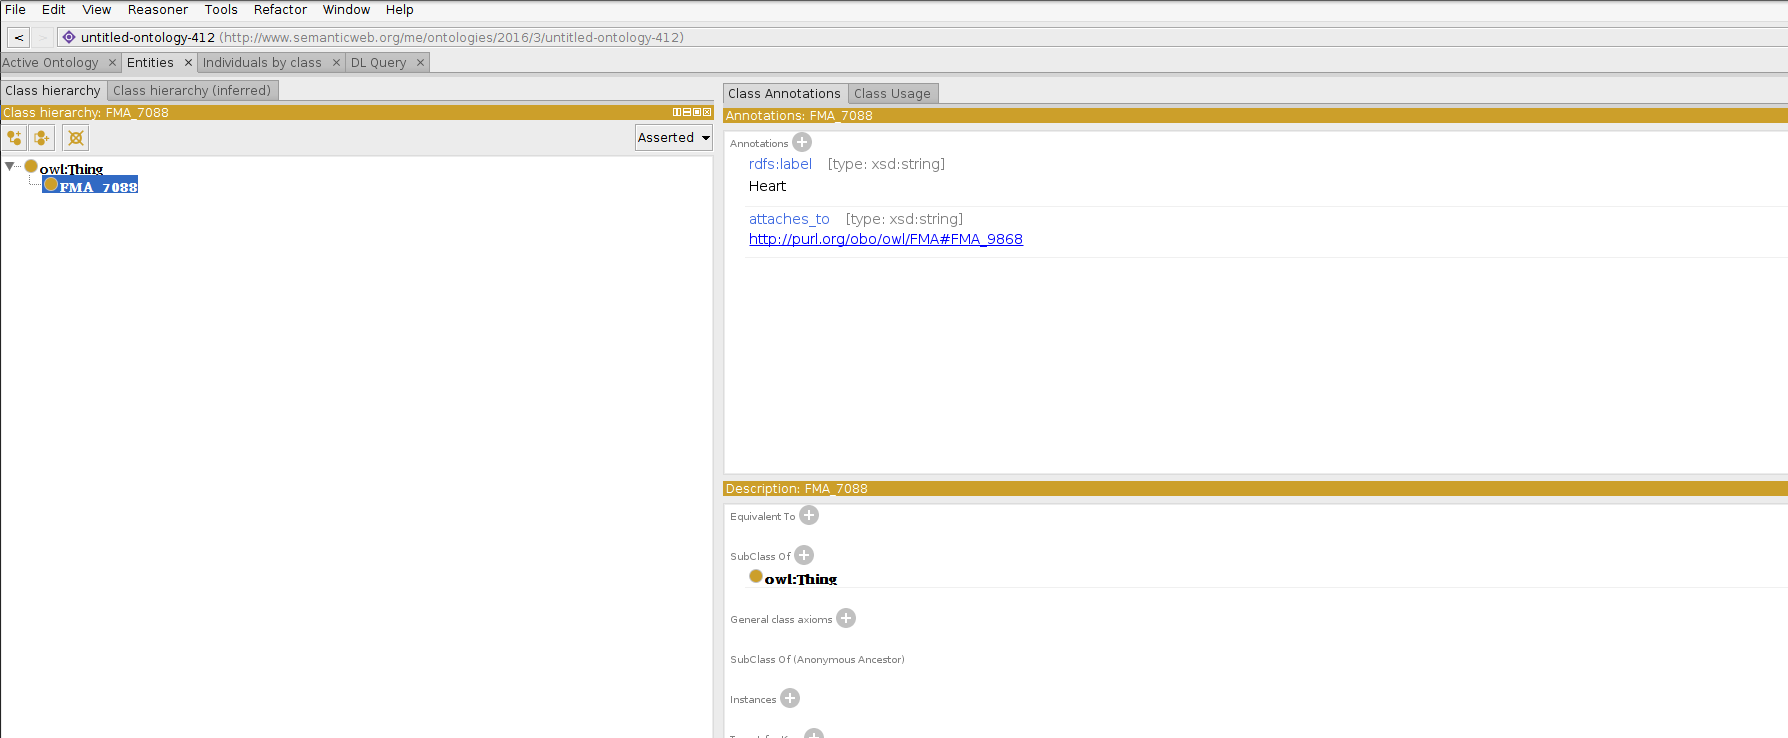 File Edit View Reasoner Tools Refactor Window Help
< > untitled-ontology-412 (http://www.semanticweb.org/me/ontologies/2016/3/untitled-ontology-412)
Active Ontology × Entities × Individuals by class × DL Query ×
Class hierarchy Class hierarchy (inferred)
Class hierarchy: FMA_7088
Asserted
owl:Thing
FMA_7088
Class Annotations Class Usage
Annotations: FMA_7088
Annotations
rdfs:label [type: xsd:string]
Heart
attaches_to [type: xsd:string]
http://purl.org/obo/owl/FMA#FMA_9868
Description: FMA_7088
Equivalent To
SubClass Of
owl:Thing
General class axioms
SubClass Of (Anonymous Ancestor)
Instances